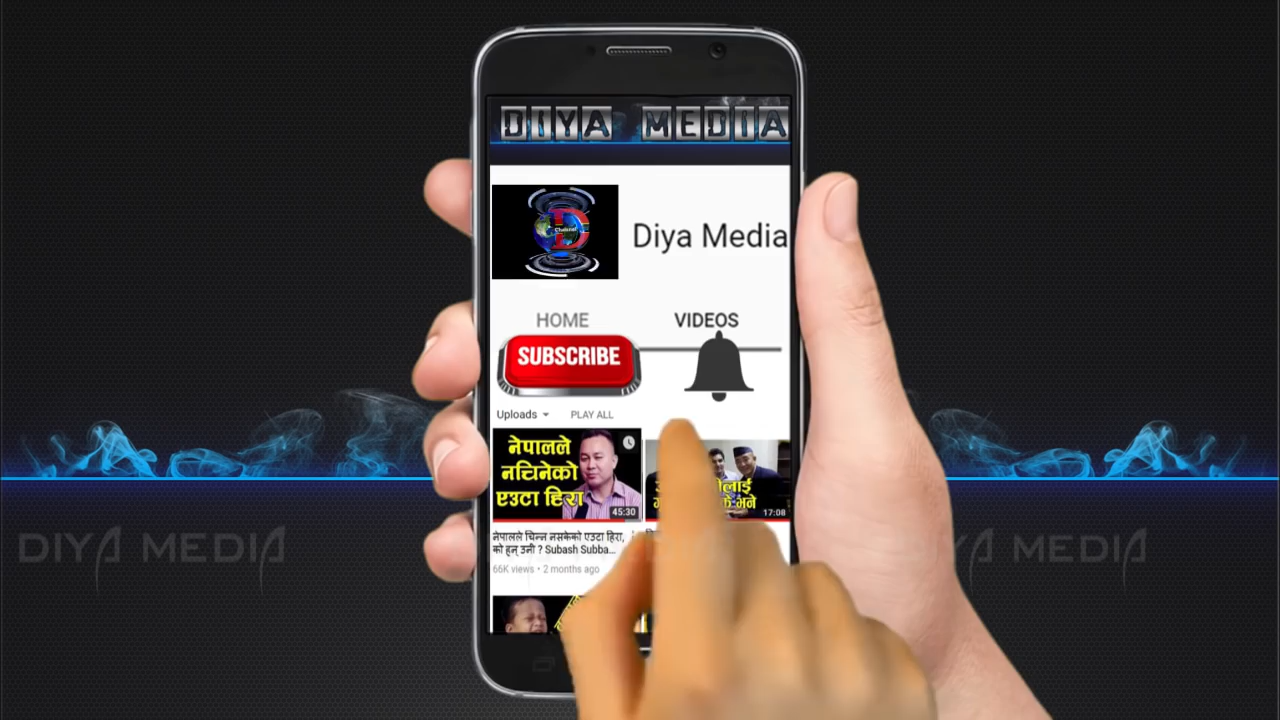 DIYA MEDIA
Channel
Diya Media
HOME
VIDEOS
SUBSCRIBE
Uploads
PLAY ALL
नेपालले
नचिनेको
एउटा हिरा
45:30
17:08
नेपालले चिन्न नसकेको एउटा हिरा,
को हुन् उनी ? Subash Subba...
66K views • 2 months ago
DIYA MEDIA
MEDIA